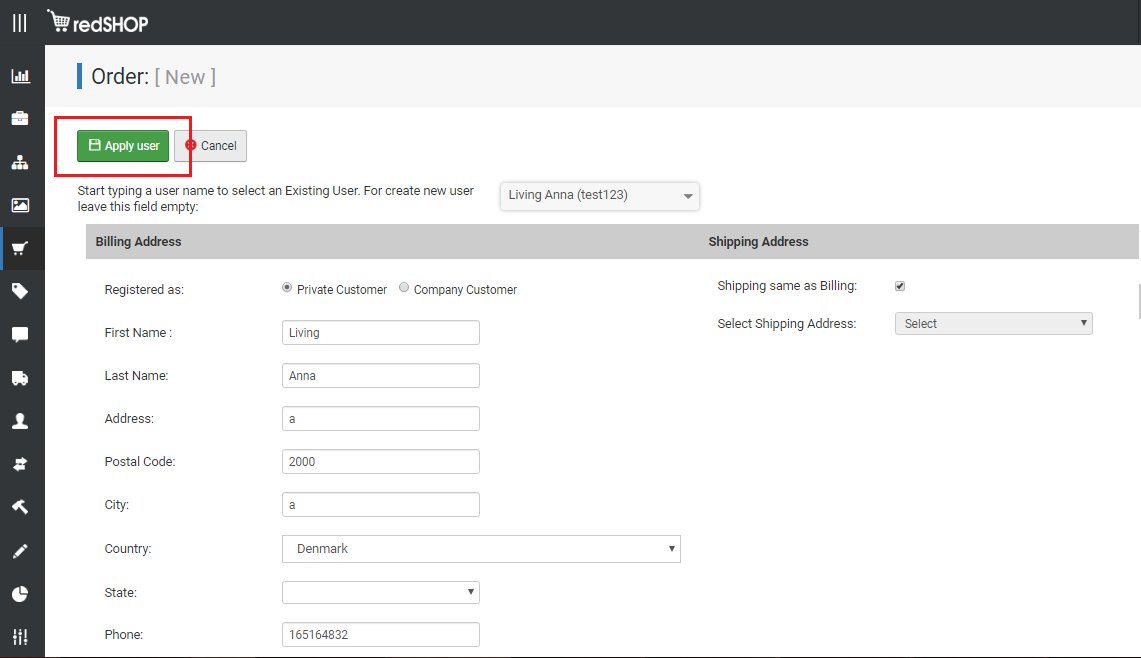 redSHOP
Order: [ New ]
Apply user
Cancel
Start typing a user name to select an Existing User. For create new user
leave this field empty:
Living Anna (test123)
Billing Address
Shipping Address
Registered as:
Private Customer
Company Customer
Shipping same as Billing:
First Name :
Living
Select Shipping Address:
Select
Last Name:
Anna
Address:
a
Postal Code:
2000
City:
a
Country:
Denmark
State:
Phone:
165164832